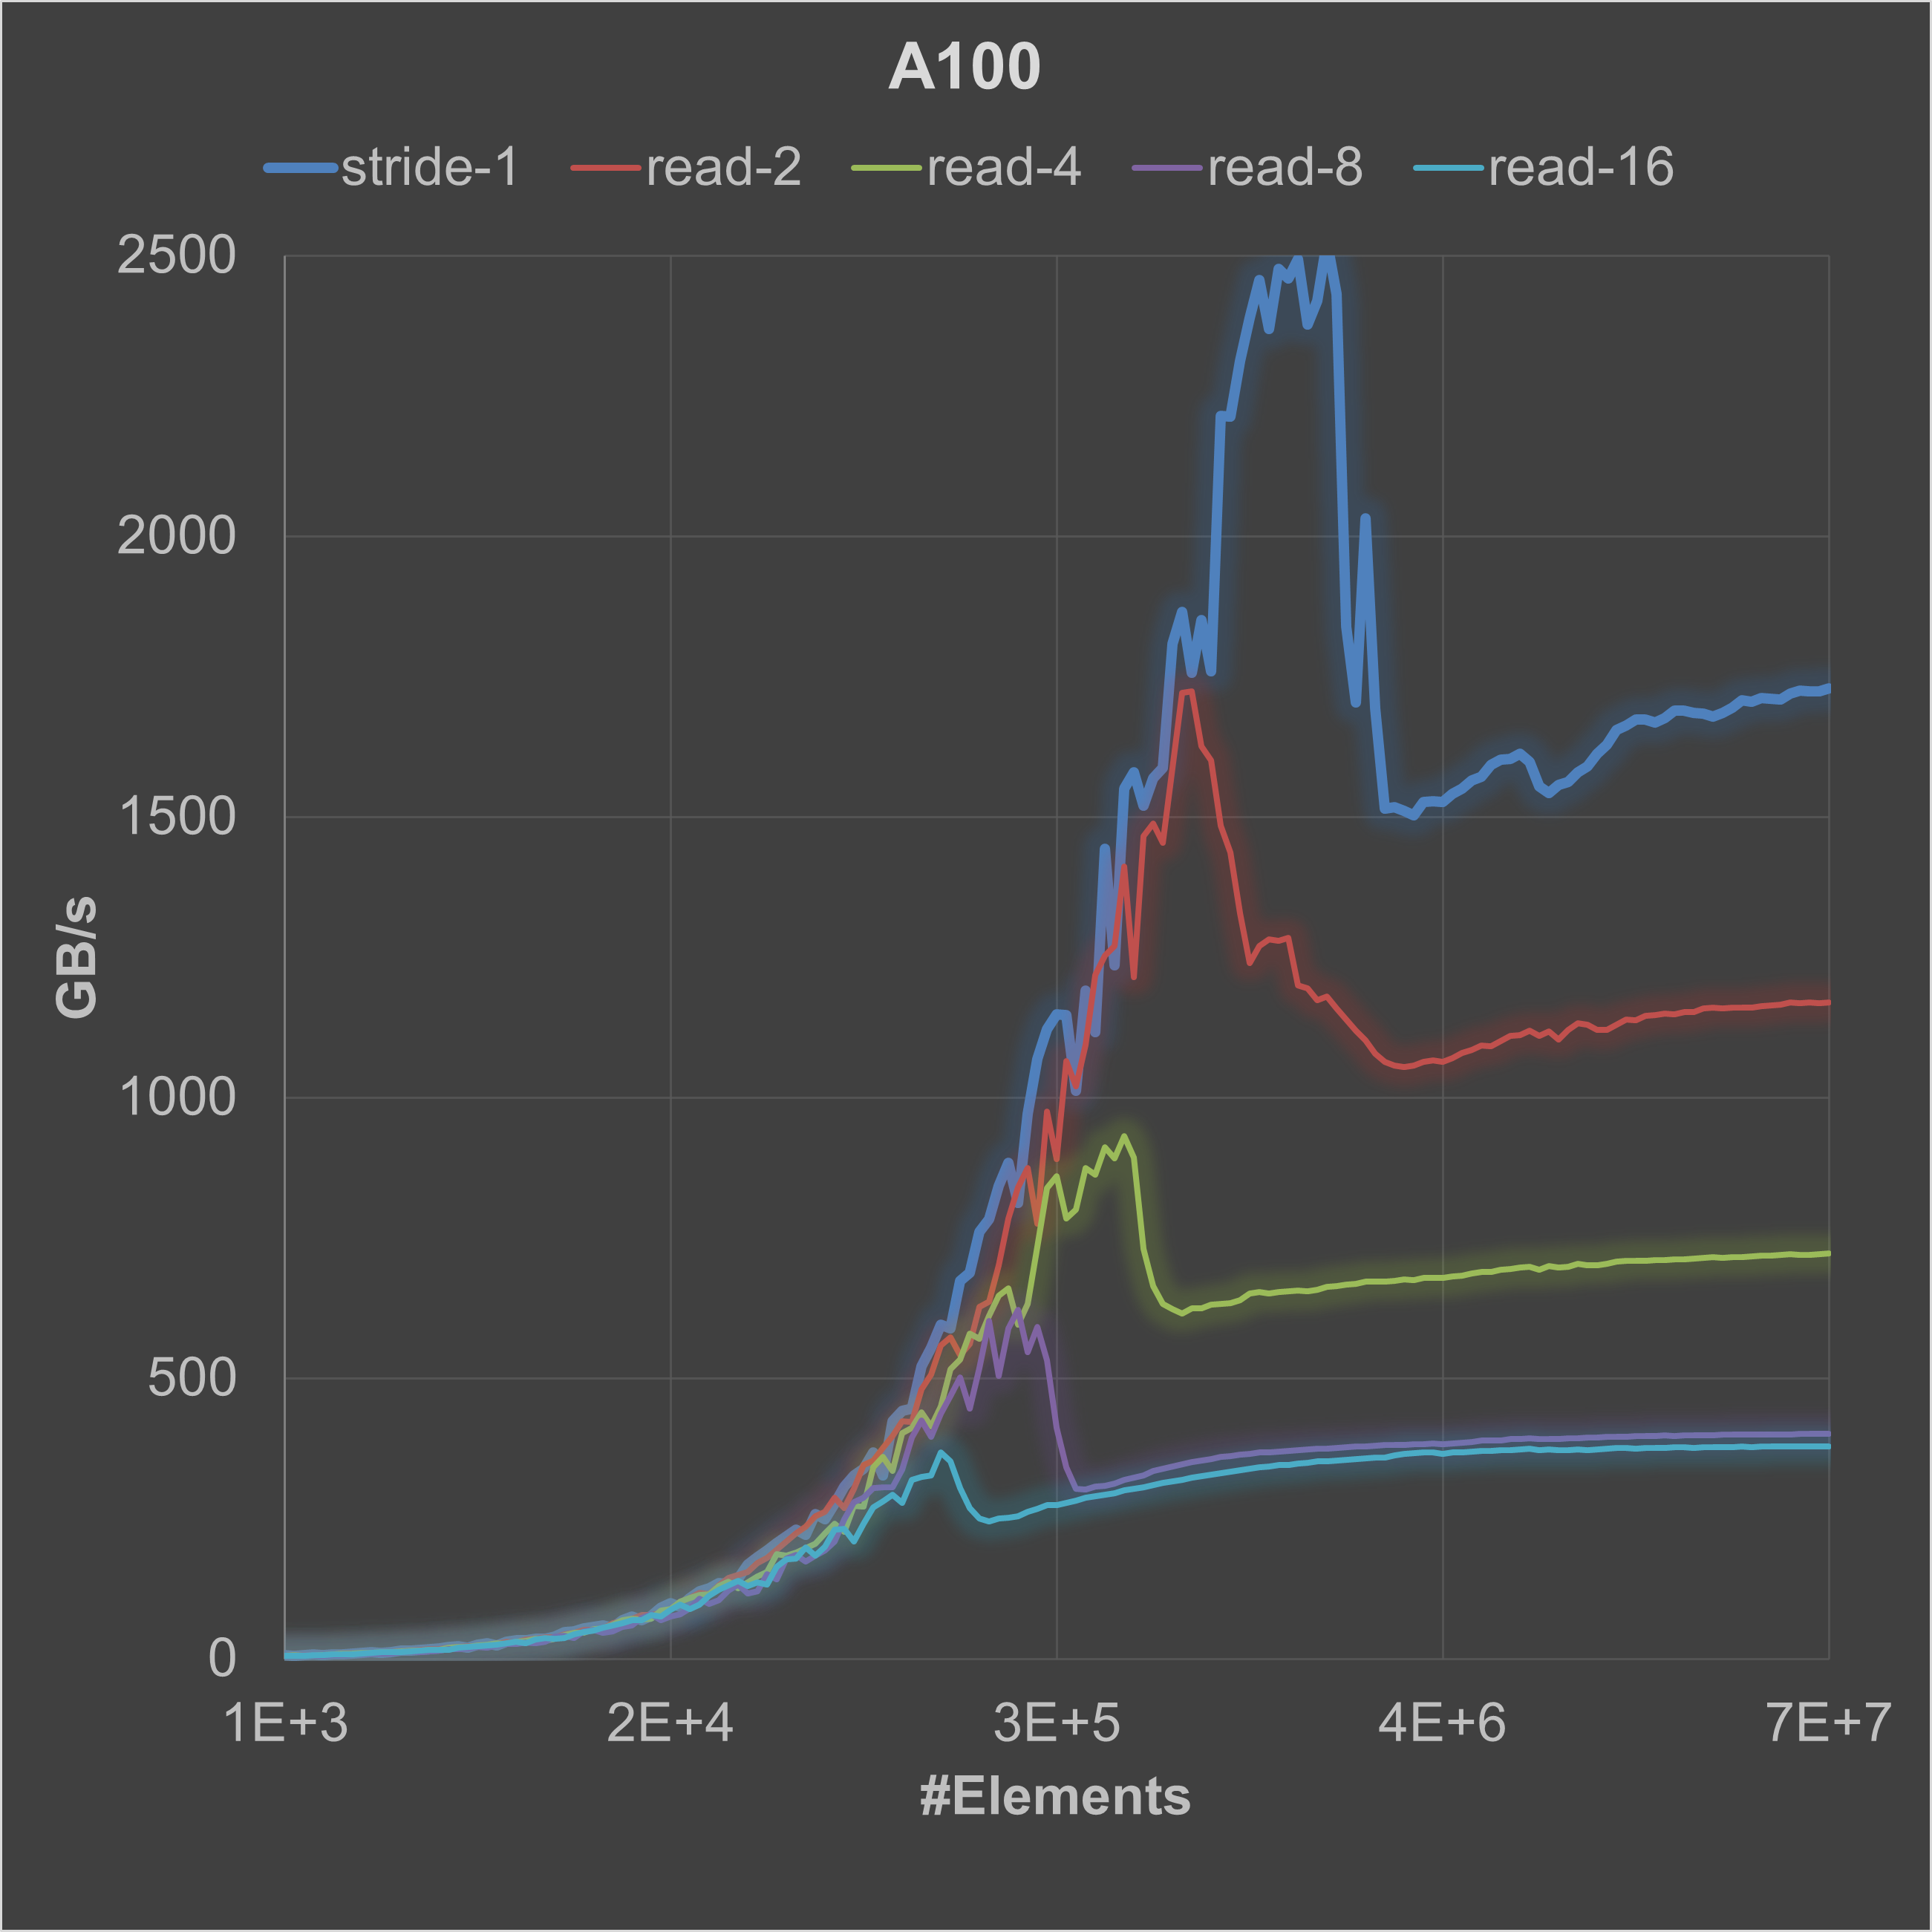 A100
stride-1 read-2 read-4 read-8 read-16
2500
2000
1500
1000
500
0
GB/s
1E+3 2E+4 3E+5 4E+6 7E+7
#Elements